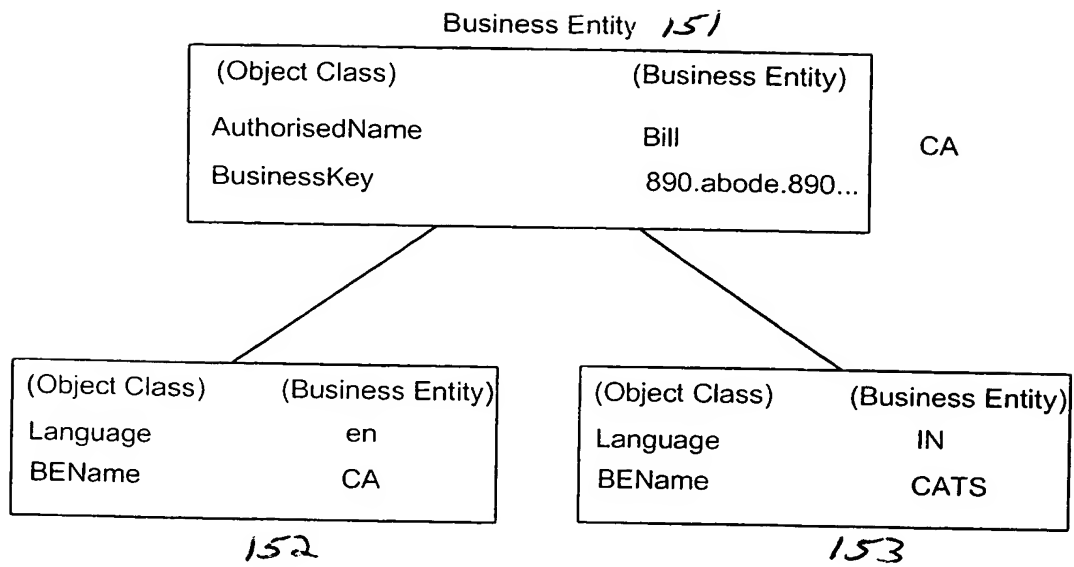 Business Entity 151
(Object Class) (Business Entity)
AuthorisedName Bill
BusinessKey 890.abode.890...
CA
(Object Class) (Business Entity)
Language en
BEName CA
152
(Object Class) (Business Entity)
Language IN
BEName CATS
153